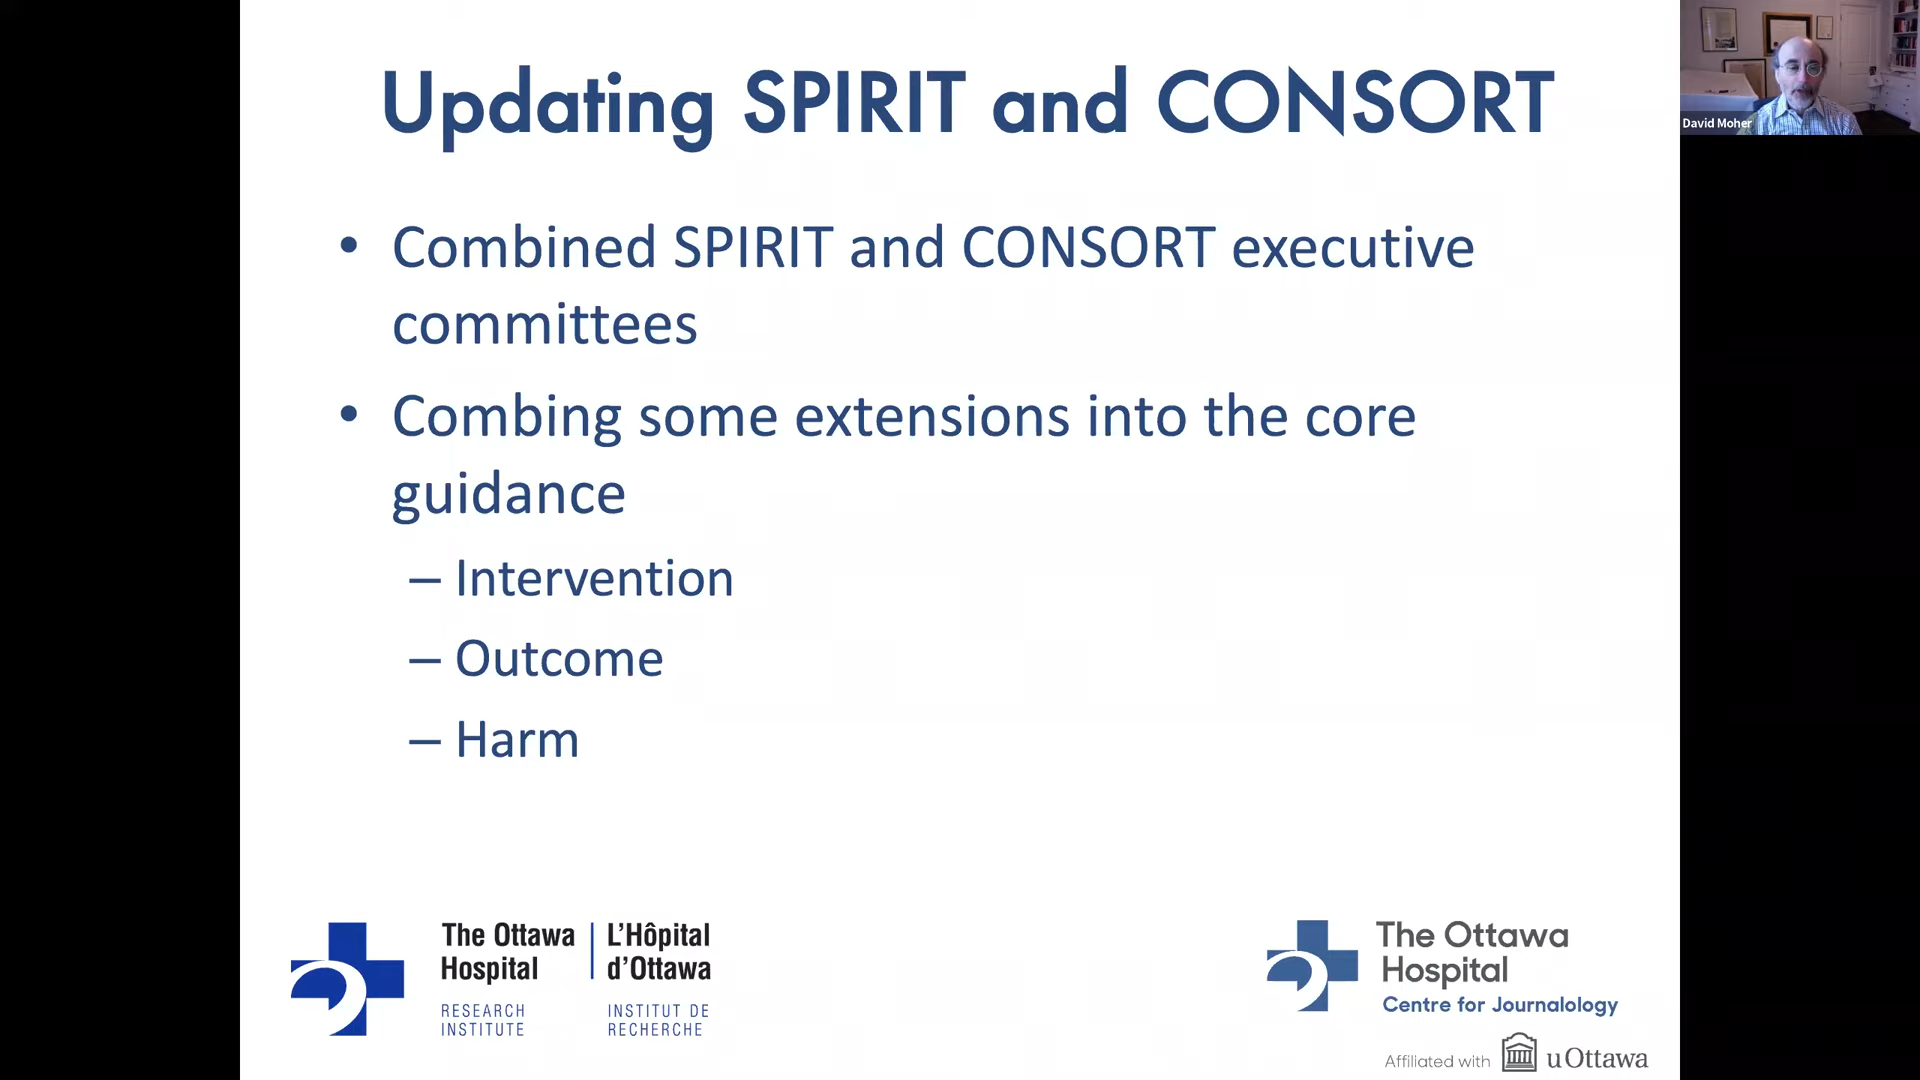 Updating SPIRIT and CONSORT
David Moher
• Combined SPIRIT and CONSORT executive
committees
• Combing some extensions into the core
guidance
– Intervention
– Outcome
– Harm
The Ottawa
Hospital
RESEARCH
INSTITUTE
L'Hôpital
d'Ottawa
INSTITUT DE
RECHERCHE
The Ottawa
Hospital
Centre for Journalology
Affiliated with uOttawa